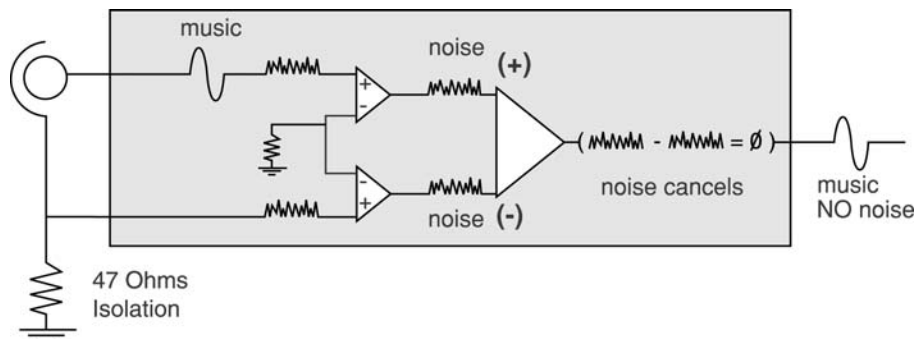 music
noise (+)
+
-
( - = ø )
-
+
noise cancels
noise (-)
music
NO noise
47 Ohms
Isolation